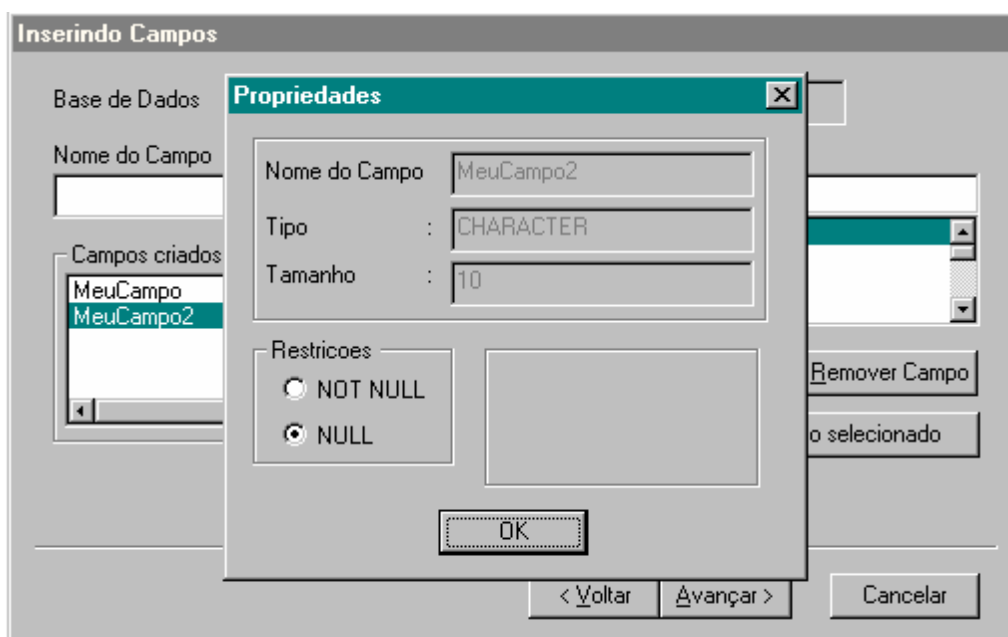 Inserindo Campos
Base de Dados
Nome do Campo
Campos criados
MeuCampo
MeuCampo2
Propriedades
Nome do Campo MeuCampo2
Tipo : CHARACTER
Tamanho : 10
Restricoes
NOT NULL
NULL
OK
Remover Campo
o selecionado
< Voltar Avançar > Cancelar